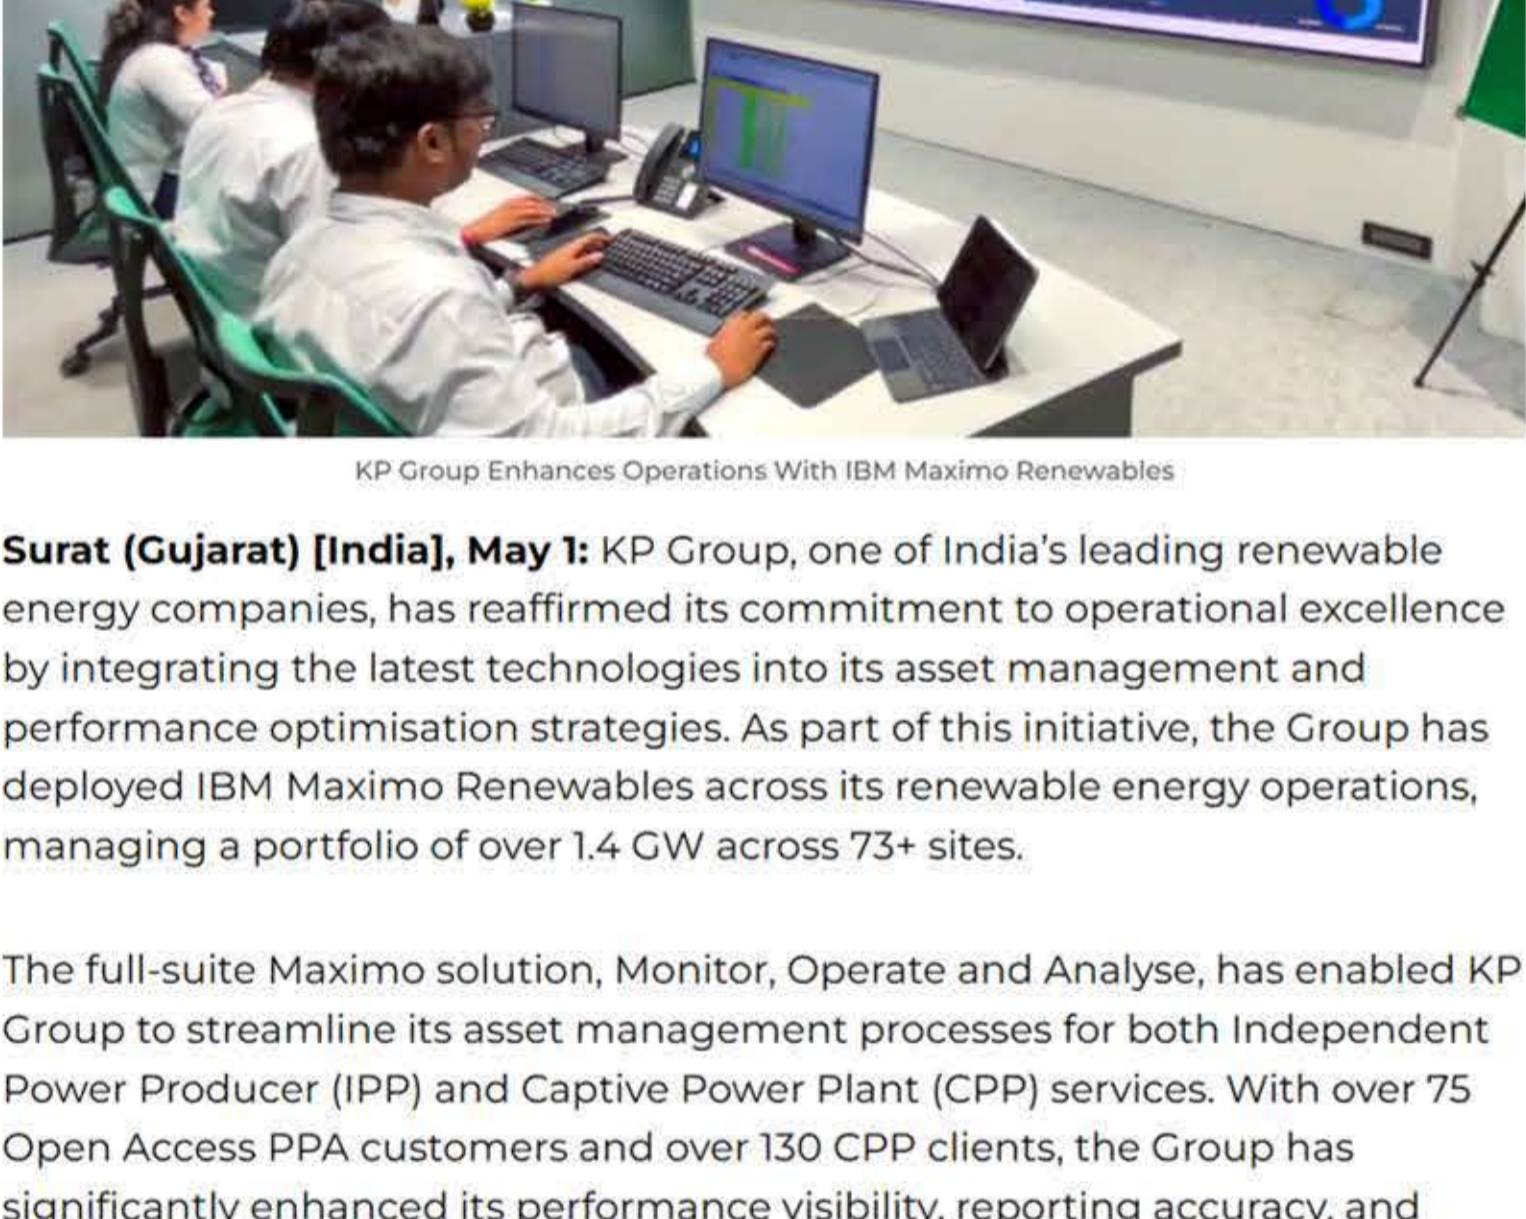 KP Group Enhances Operations With IBM Maximo Renewables
Surat (Gujarat) [India], May 1: KP Group, one of India's leading renewable
energy companies, has reaffirmed its commitment to operational excellence
by integrating the latest technologies into its asset management and
performance optimisation strategies. As part of this initiative, the Group has
deployed IBM Maximo Renewables across its renewable energy operations,
managing a portfolio of over 1.4 GW across 73+ sites.
The full-suite Maximo solution, Monitor, Operate and Analyse, has enabled KP
Group to streamline its asset management processes for both Independent
Power Producer (IPP) and Captive Power Plant (CPP) services. With over 75
Open Access PPA customers and over 130 CPP clients, the Group has
significantly enhanced its performance visibility, reporting accuracy, and